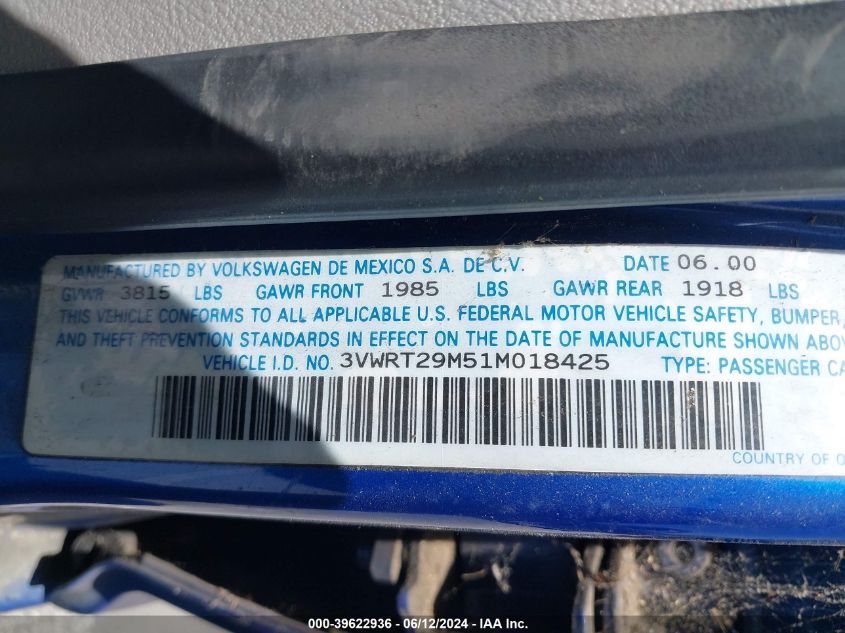 MANUFACTURED BY VOLKSWAGEN DE MEXICO S.A. DE C.V. DATE 06.00
GVWR 3815 LBS GAWR FRONT 1985 LBS GAWR REAR 1918 LBS
THIS VEHICLE CONFORMS TO ALL APPLICABLE U.S. FEDERAL MOTOR VEHICLE SAFETY, BUMPER,
AND THEFT PREVENTION STANDARDS IN EFFECT ON THE DATE OF MANUFACTURE SHOWN ABO
VEHICLE I.D. NO. 3VWRT29M51M018425 TYPE: PASSENGER CA
COUNTRY OF O
000-39622936 - 06/12/2024 - IAA Inc.